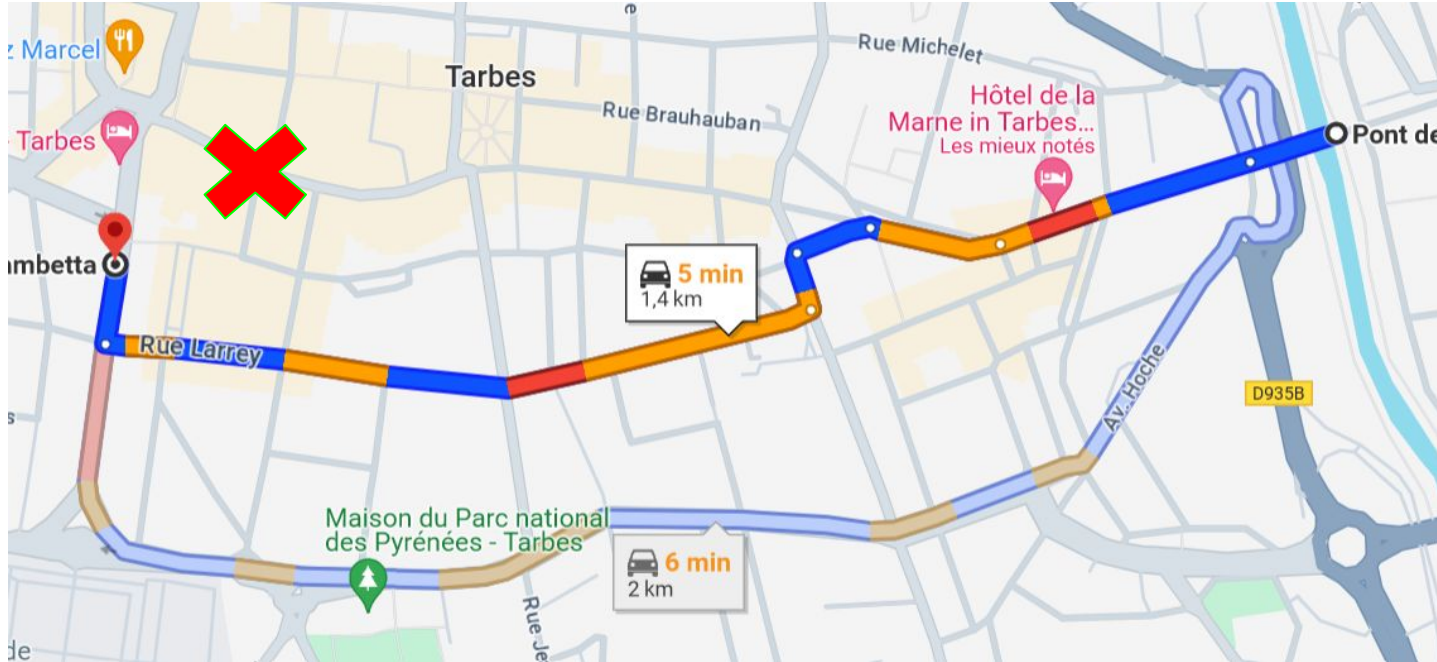 z Marcel
Tarbes
Rue Michelet
Hôtel de la
Marne in Tarbes...
Les mieux notés
Rue Brauhauban
- Tarbes
Pont de
ambetta
5 min
1,4 km
Rue Larrey
Av. Hoche
D935B
Maison du Parc national
des Pyrénées - Tarbes
6 min
2 km
Rue Je
de